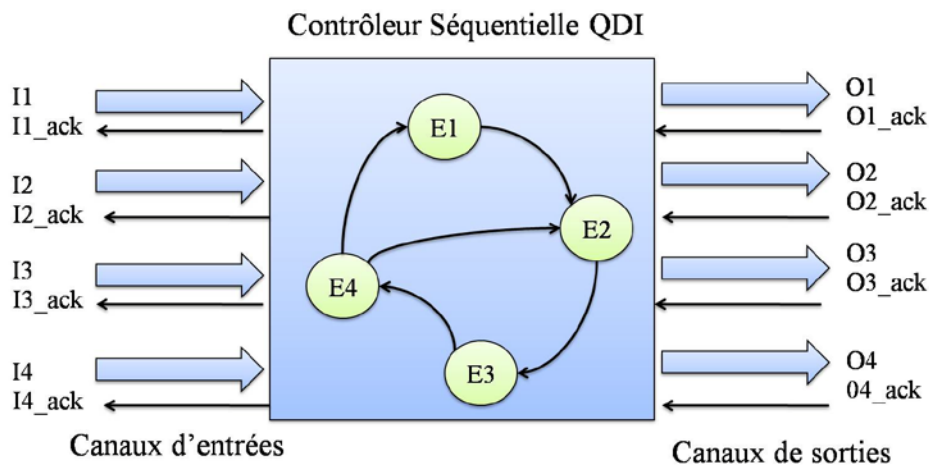 Contrôleur Séquentielle QDI
I1
I1_ack
I2
I2_ack
I3
I3_ack
I4
I4_ack
E1
E2
E4
E3
O1
O1_ack
O2
O2_ack
O3
O3_ack
O4
04_ack
Canaux d'entrées
Canaux de sorties